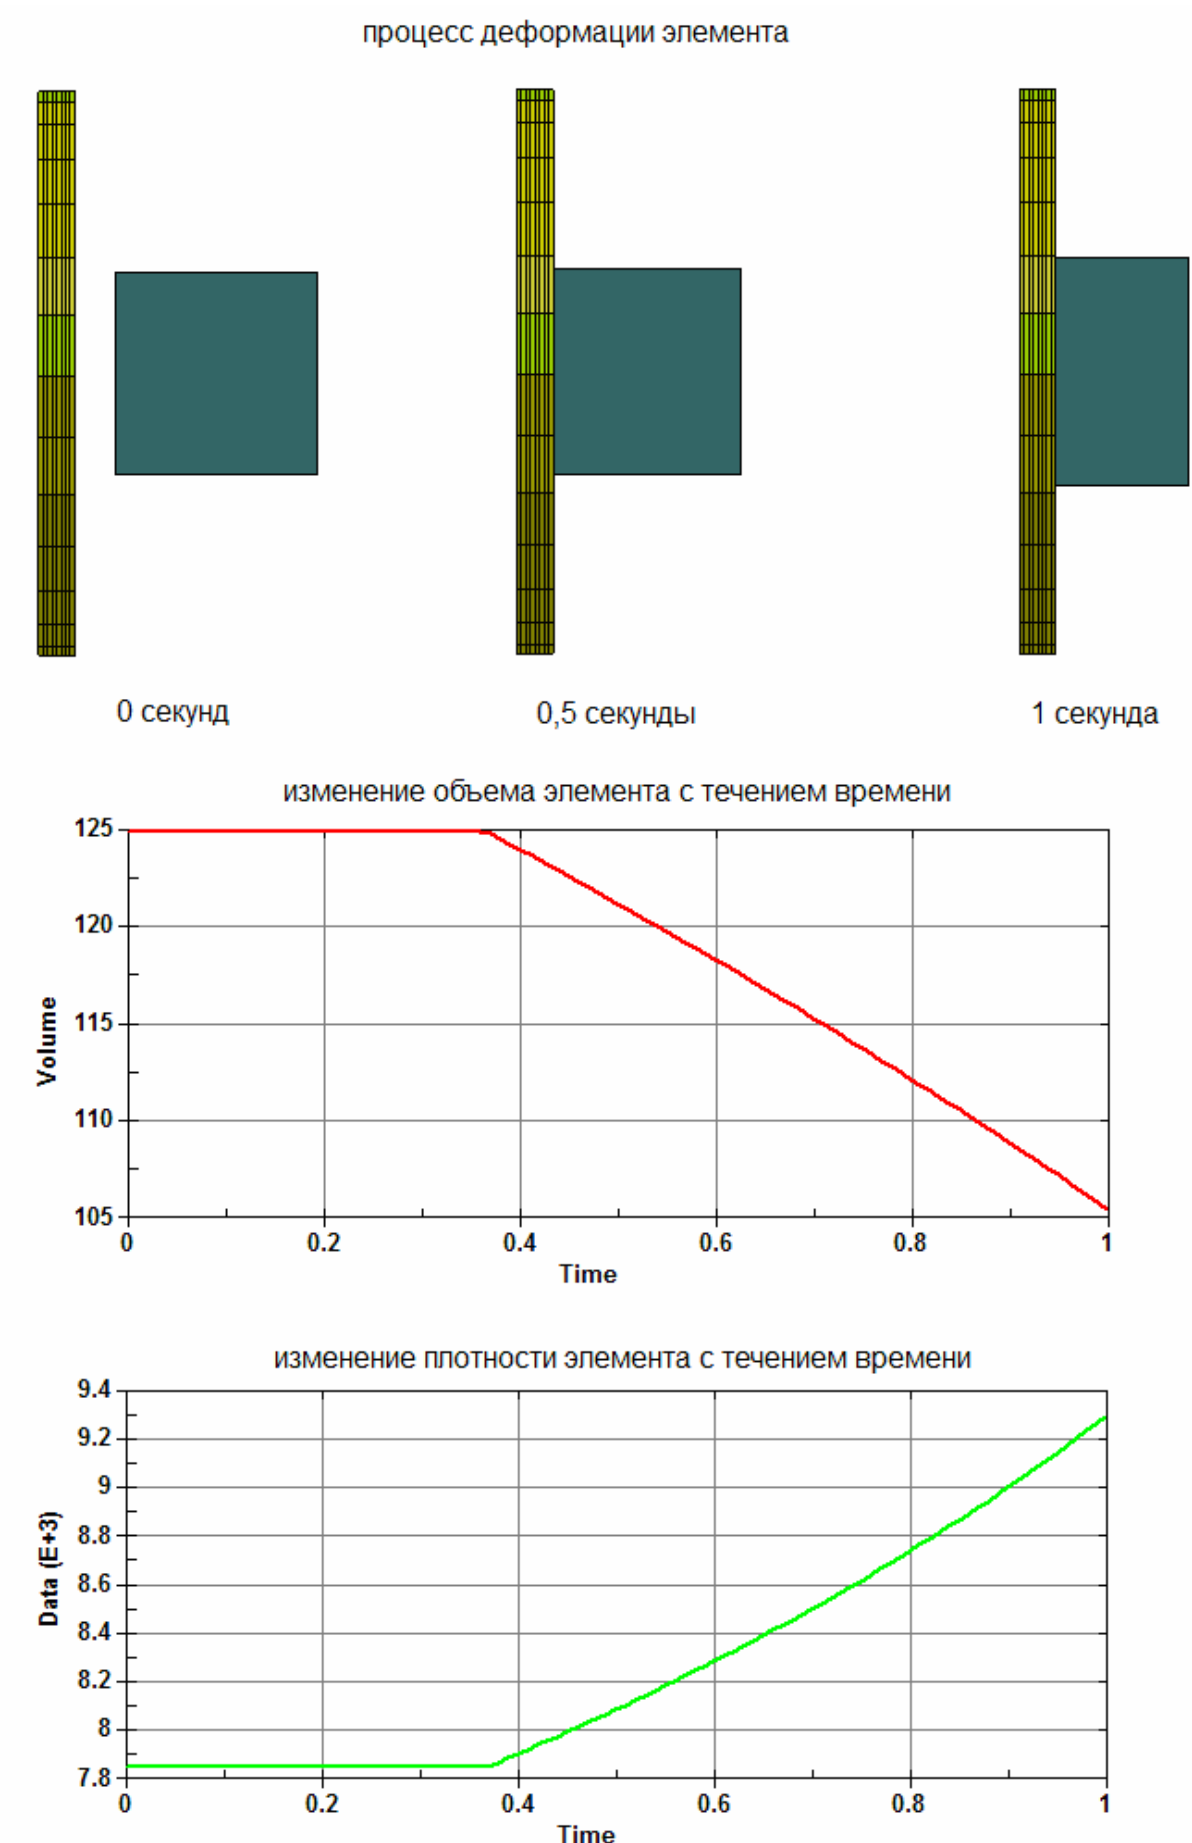 процесс деформации элемента
0 секунд
0,5 секунды
1 секунда
изменение объема элемента с течением времени
125
120
115
110
105
Volume
0
0.2
0.4
0.6
0.8
1
Time
изменение плотности элемента с течением времени
9.4
9.2
9
8.8
8.6
8.4
8.2
8
7.8
Data (E+3)
0
0.2
0.4
0.6
0.8
1
Time